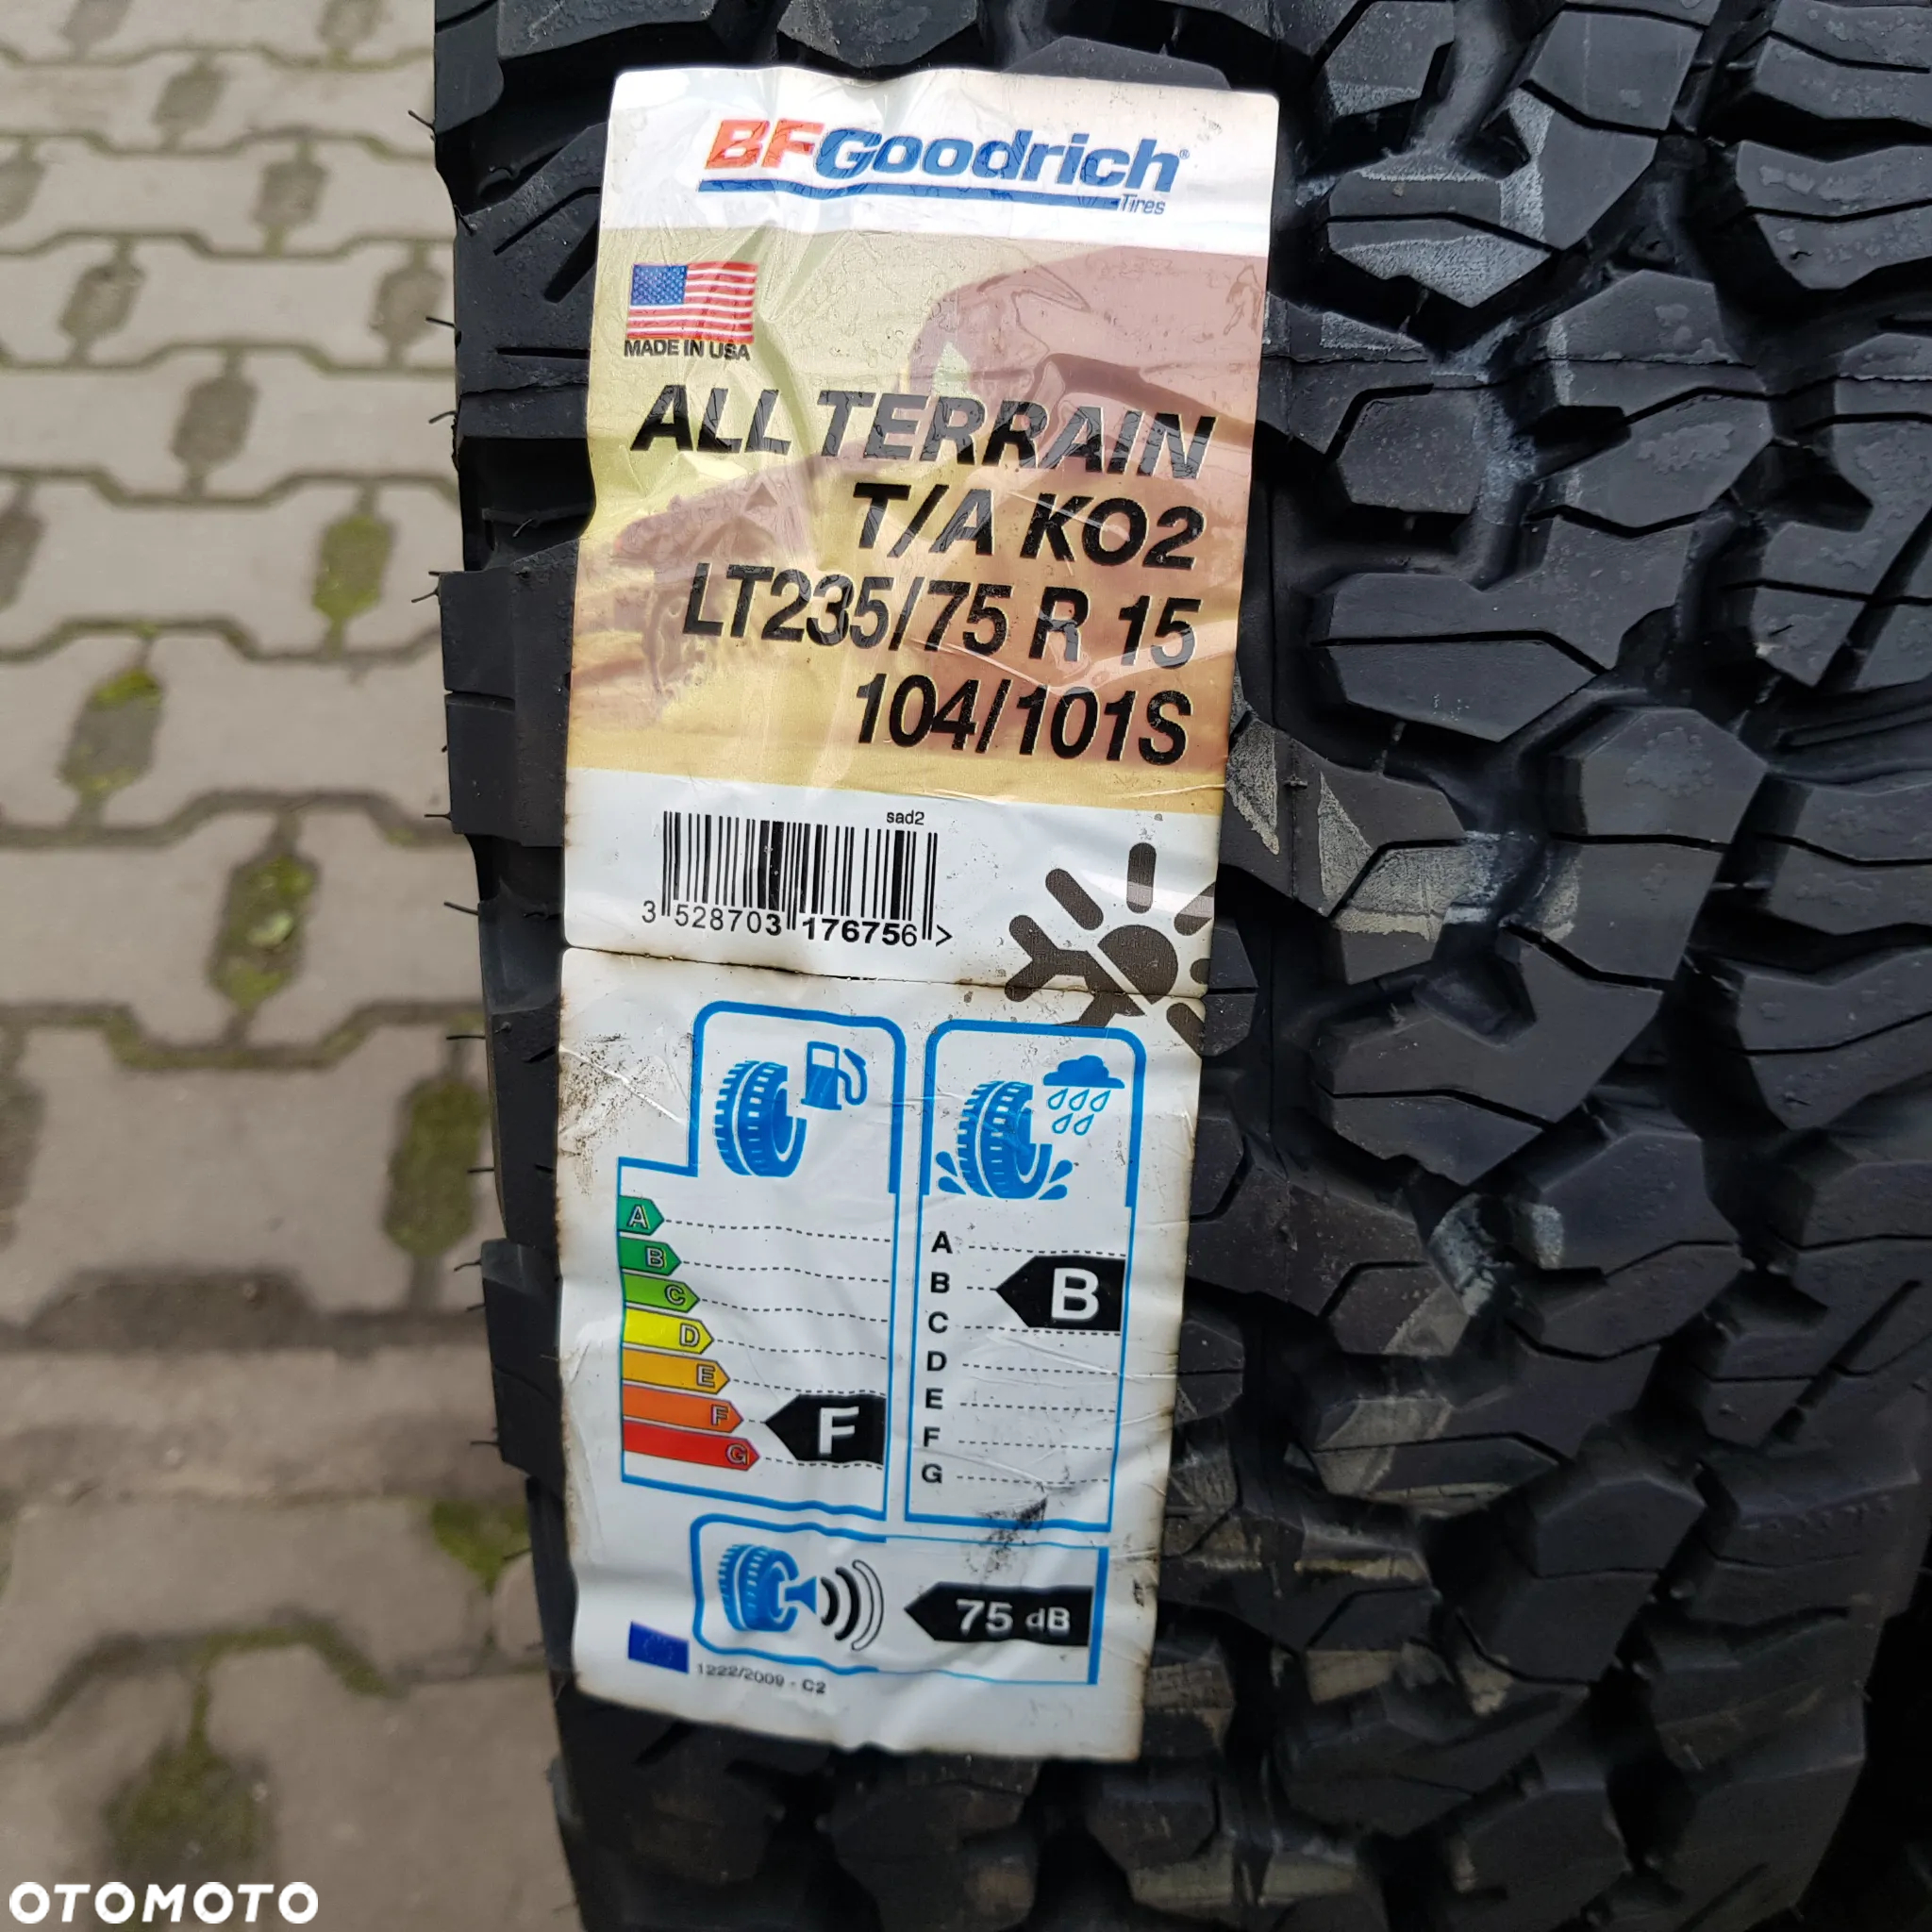 BFGoodrich®
Tires
MADE IN USA
ALL TERRAIN
T/A KO2
LT235/75 R 15
104/101S
sad2
3 528703 176756 >
A
B
C
D
E
F
G
F
A
B
C
D
E
F
G
B
75 dB
1222/2009 - C2
OTOMOTO